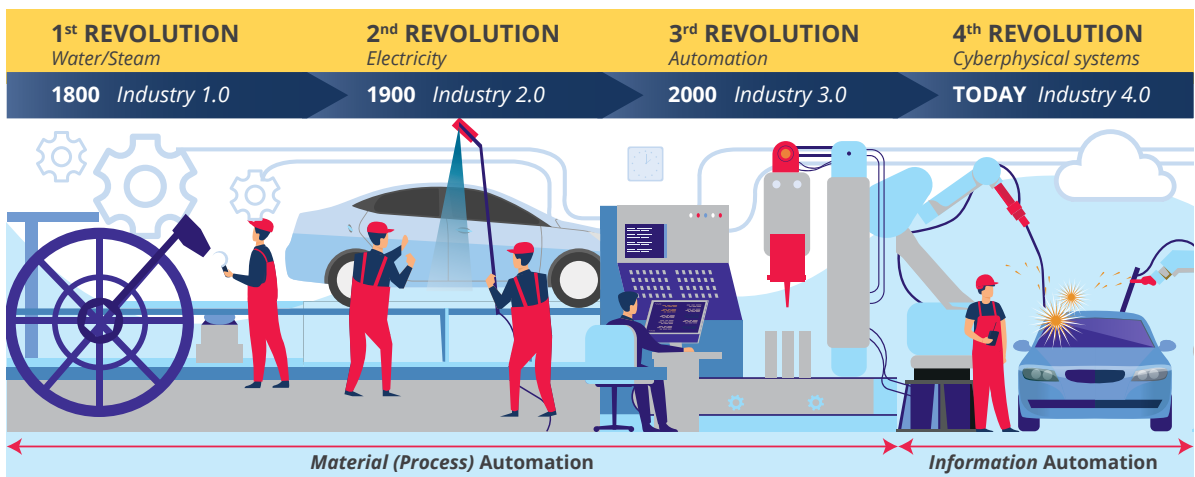 1st REVOLUTION
Water/Steam
1800 Industry 1.0
2nd REVOLUTION
Electricity
1900 Industry 2.0
3rd REVOLUTION
Automation
2000 Industry 3.0
4th REVOLUTION
Cyberphysical systems
TODAY Industry 4.0
Material (Process) Automation
Information Automation